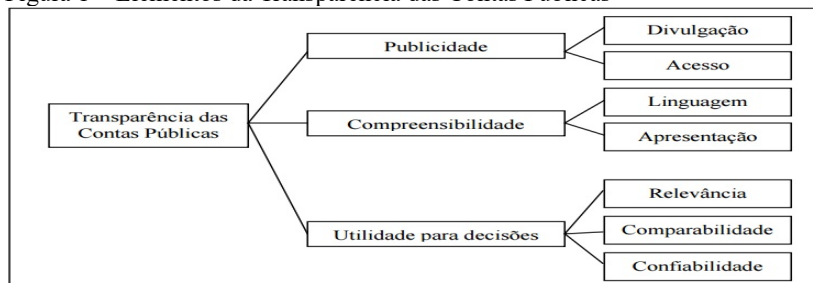 Publicidade
Divulgação
Acesso
Transparência das
Contas Públicas
Compreensibilidade
Linguagem
Apresentação
Utilidade para decisões
Relevância
Comparabilidade
Confiabilidade